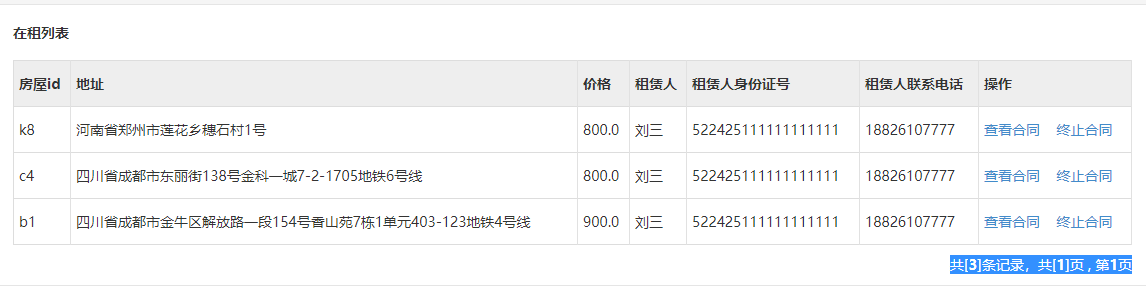 在租列表
房屋id 地址 价格 租赁人 租赁人身份证号 租赁人联系电话 操作
k8 河南省郑州市莲花乡穗石村1号 800.0 刘三 522425111111111111 18826107777 查看合同 终止合同
c4 四川省成都市东丽街138号金科一城7-2-1705地铁6号线 800.0 刘三 522425111111111111 18826107777 查看合同 终止合同
b1 四川省成都市金牛区解放路一段154号香山苑7栋1单元403-123地铁4号线 900.0 刘三 522425111111111111 18826107777 查看合同 终止合同
共[3]条记录，共[1]页 , 第1页